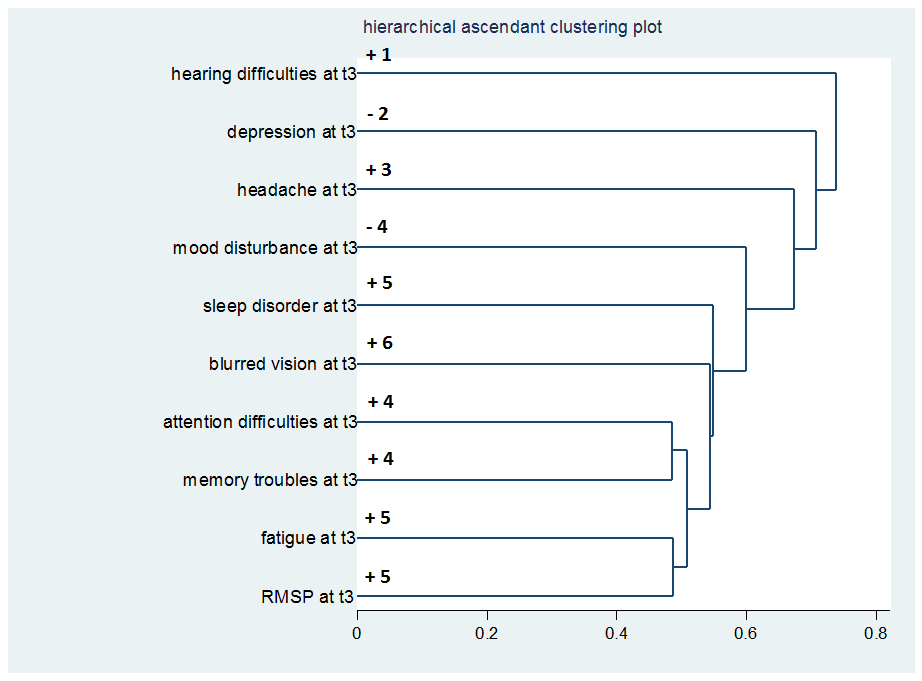 hierarchical ascendant clustering plot
+ 1
hearing difficulties at t3
- 2
depression at t3
+ 3
headache at t3
- 4
mood disturbance at t3
+ 5
sleep disorder at t3
+ 6
blurred vision at t3
+ 4
attention difficulties at t3
+ 4
memory troubles at t3
+ 5
fatigue at t3
+ 5
RMSP at t3
0 0.2 0.4 0.6 0.8